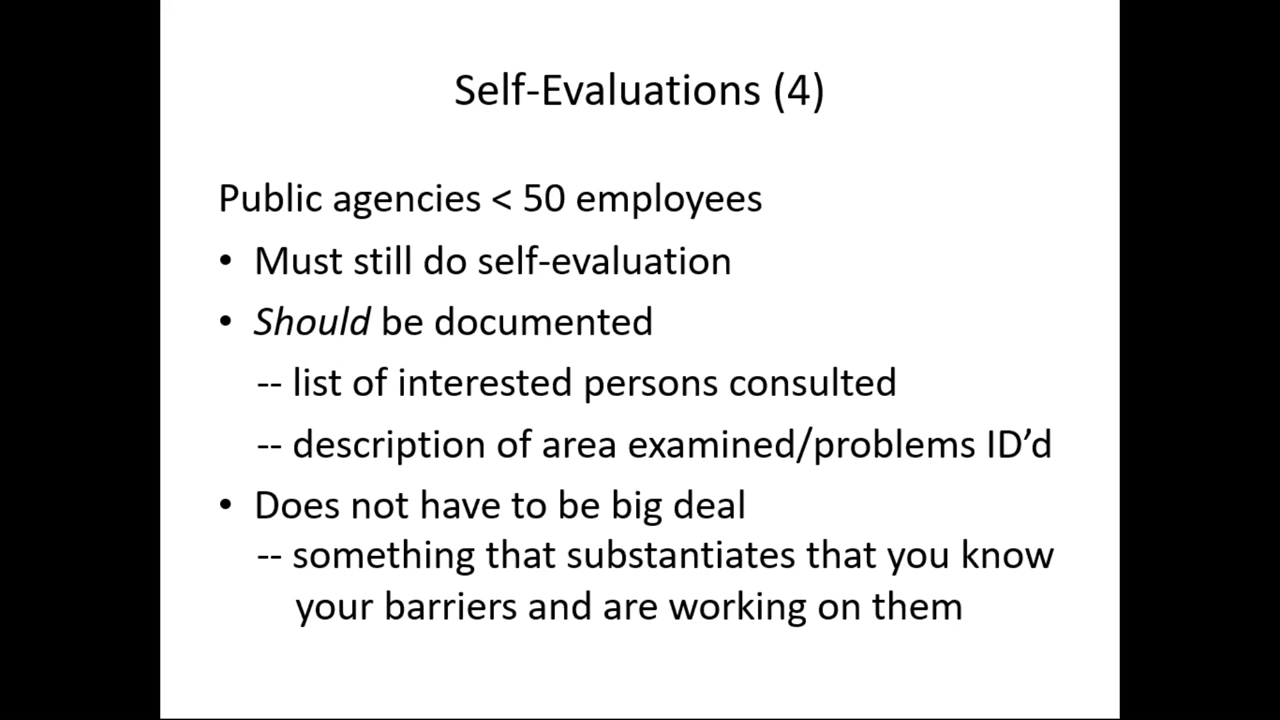 Self-Evaluations (4)
Public agencies < 50 employees
• Must still do self-evaluation
• Should be documented
-- list of interested persons consulted
-- description of area examined/problems ID’d
• Does not have to be big deal
-- something that substantiates that you know
your barriers and are working on them